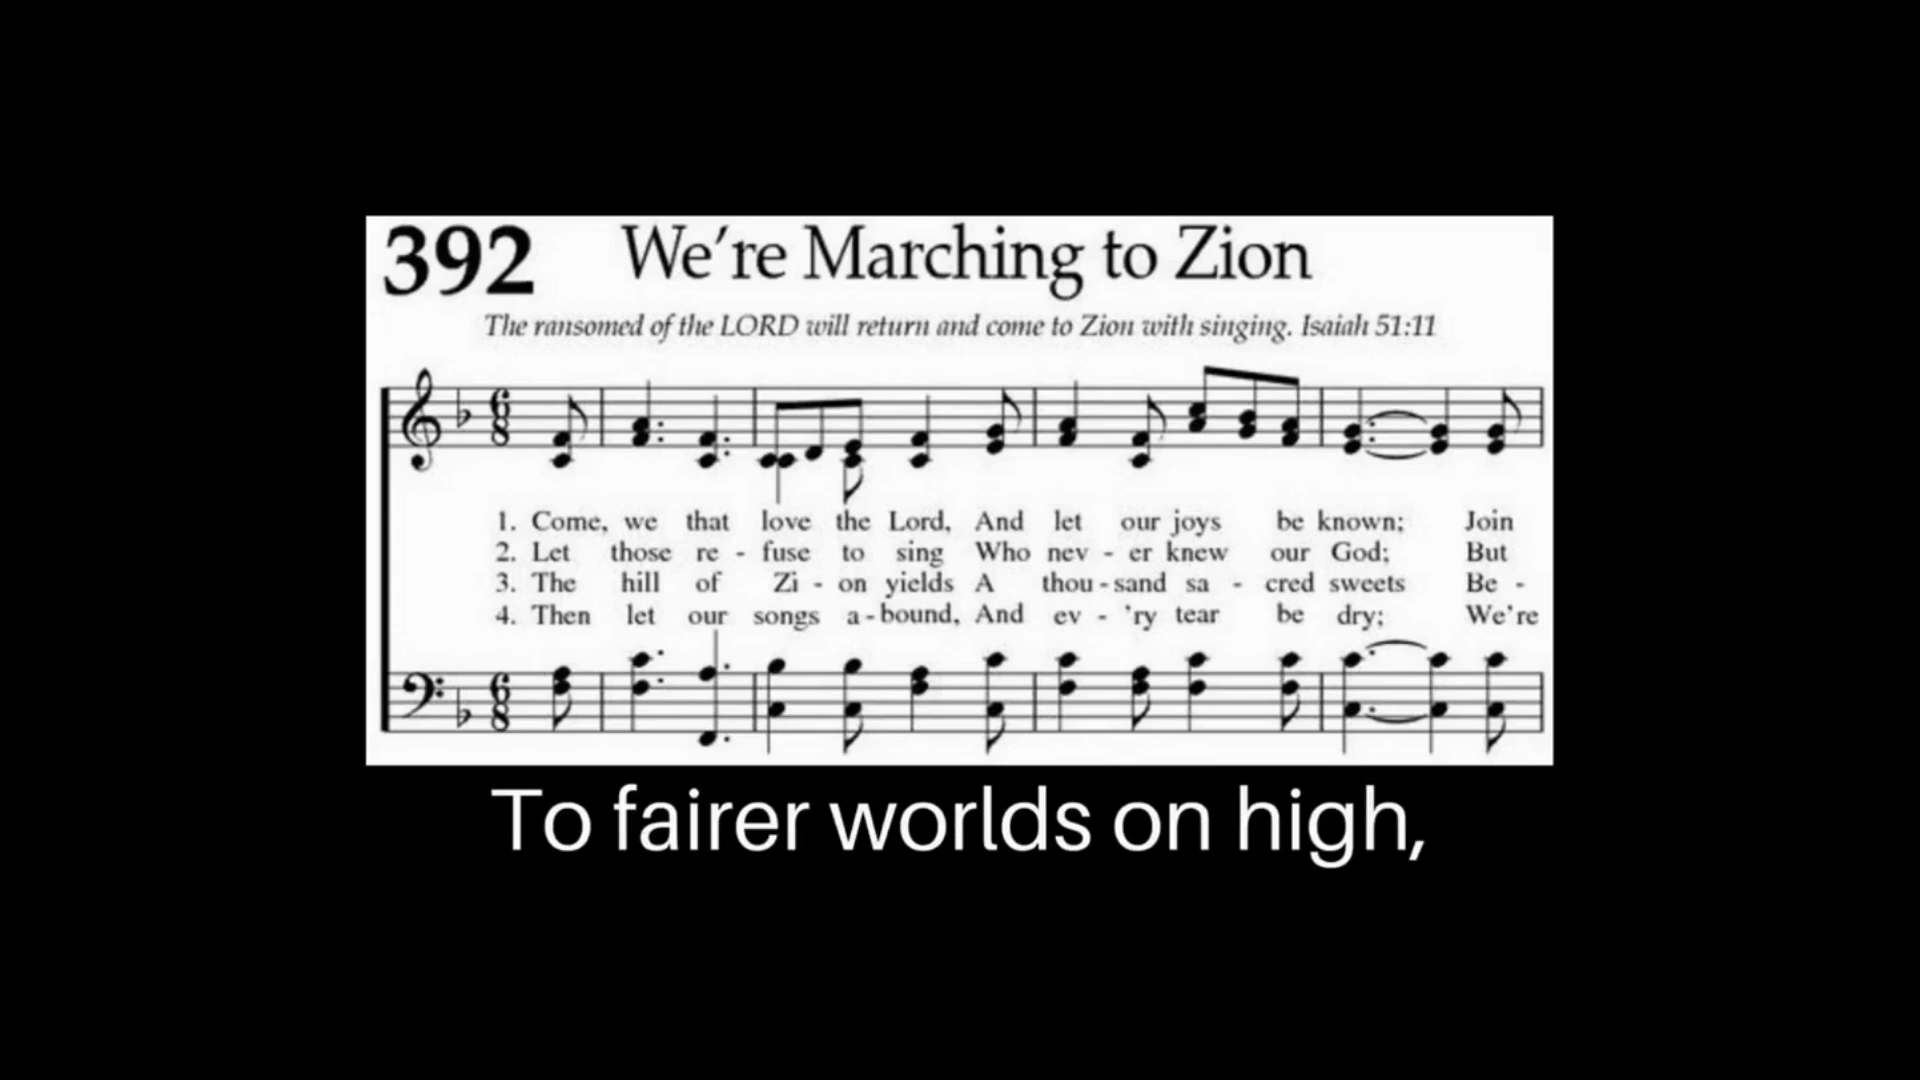 392 We're Marching to Zion
The ransomed of the LORD will return and come to Zion with singing. Isaiah 51:11
6
8
1. Come, we that love the Lord, And let our joys be known; Join
2. Let those re - fuse to sing Who nev - er knew our God; But
3. The hill of Zi - on yields A thou - sand sa - cred sweets Be -
4. Then let our songs a - bound, And ev - 'ry tear be dry; We're
6
8
To fairer worlds on high,